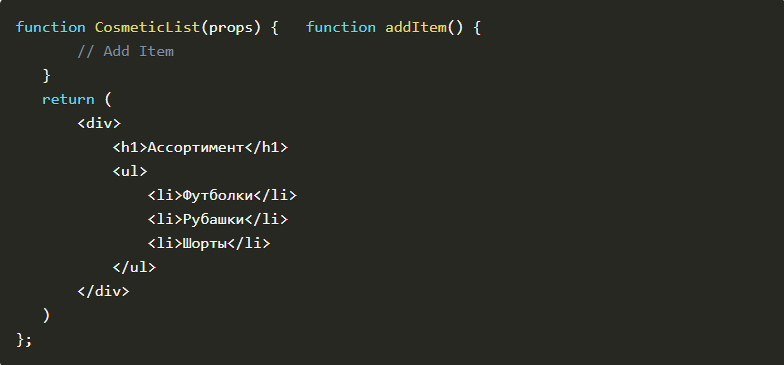 function CosmeticList(props) {   function addItem() {
       // Add Item
   }
   return (
       <div>
           <h1>Ассортимент</h1>
           <ul>
               <li>Футболки</li>
               <li>Рубашки</li>
               <li>Шорты</li>
           </ul>
       </div>
   )
};